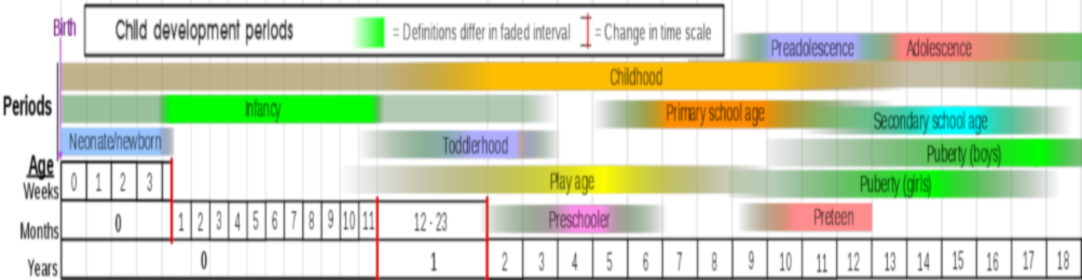 Birth
Child development periods
= Definitions differ in faded interval
= Change in time scale
Preadolescence
Adolescence
Childhood
Periods
Infancy
Primary school age
Secondary school age
Neonate/newborn
Toddlerhood
Puberty (boys)
Age
Weeks 0 1 2 3
Play age
Puberty (girls)
Months 0 1 2 3 4 5 6 7 8 9 10 11 12 - 23
Preschooler
Preteen
Years 0 1 2 3 4 5 6 7 8 9 10 11 12 13 14 15 16 17 18